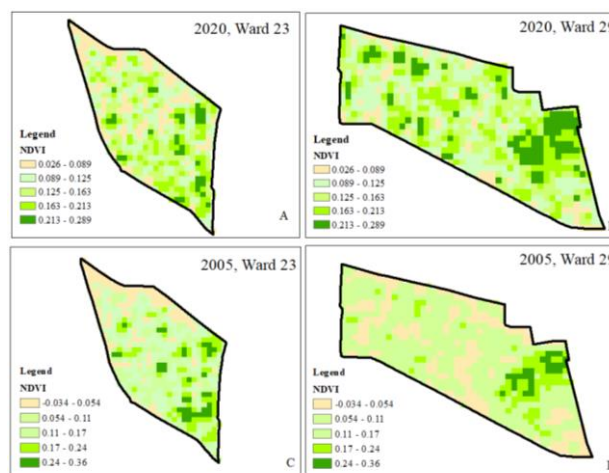 2020, Ward 23
Legend
NDVI
0.026 - 0.089
0.089 - 0.125
0.125 - 0.163
0.163 - 0.213
0.213 - 0.289
A
2020, Ward 29
Legend
NDVI
0.026 - 0.089
0.089 - 0.125
0.125 - 0.163
0.163 - 0.213
0.213 - 0.289
2005, Ward 23
Legend
NDVI
-0.034 - 0.054
0.054 - 0.11
0.11 - 0.17
0.17 - 0.24
0.24 - 0.36
C
2005, Ward 29
Legend
NDVI
-0.034 - 0.054
0.054 - 0.11
0.11 - 0.17
0.17 - 0.24
0.24 - 0.36